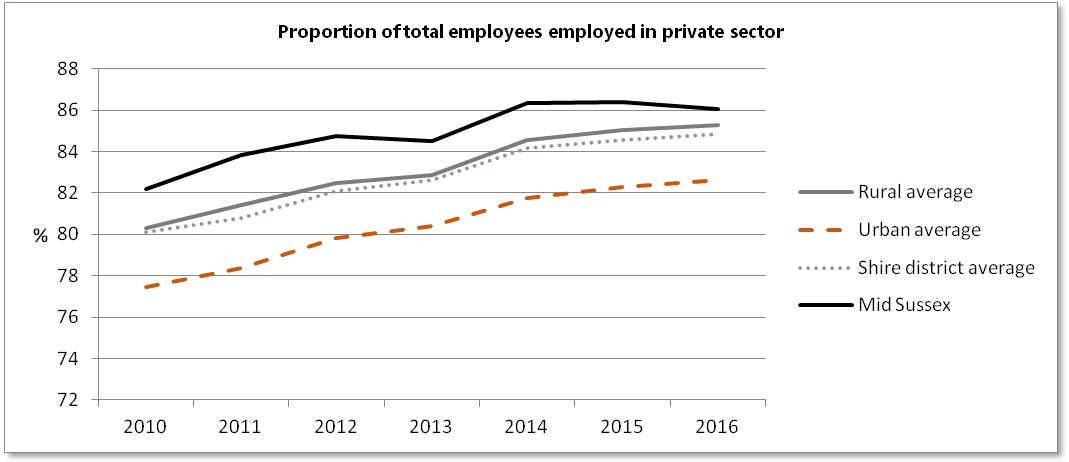 Proportion of total employees employed in private sector
88
86
84
82
80
78
76
74
72
%
2010 2011 2012 2013 2014 2015 2016
Rural average
Urban average
Shire district average
Mid Sussex